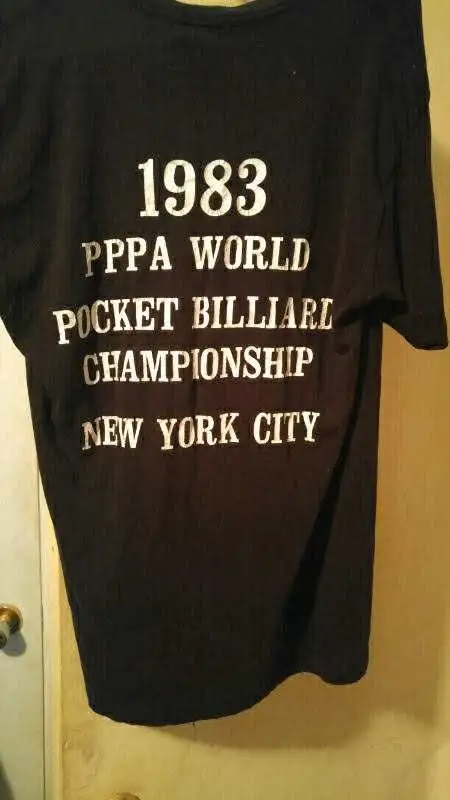 1983
PPPA WORLD
POCKET BILLIARD
CHAMPIONSHIP
NEW YORK CITY